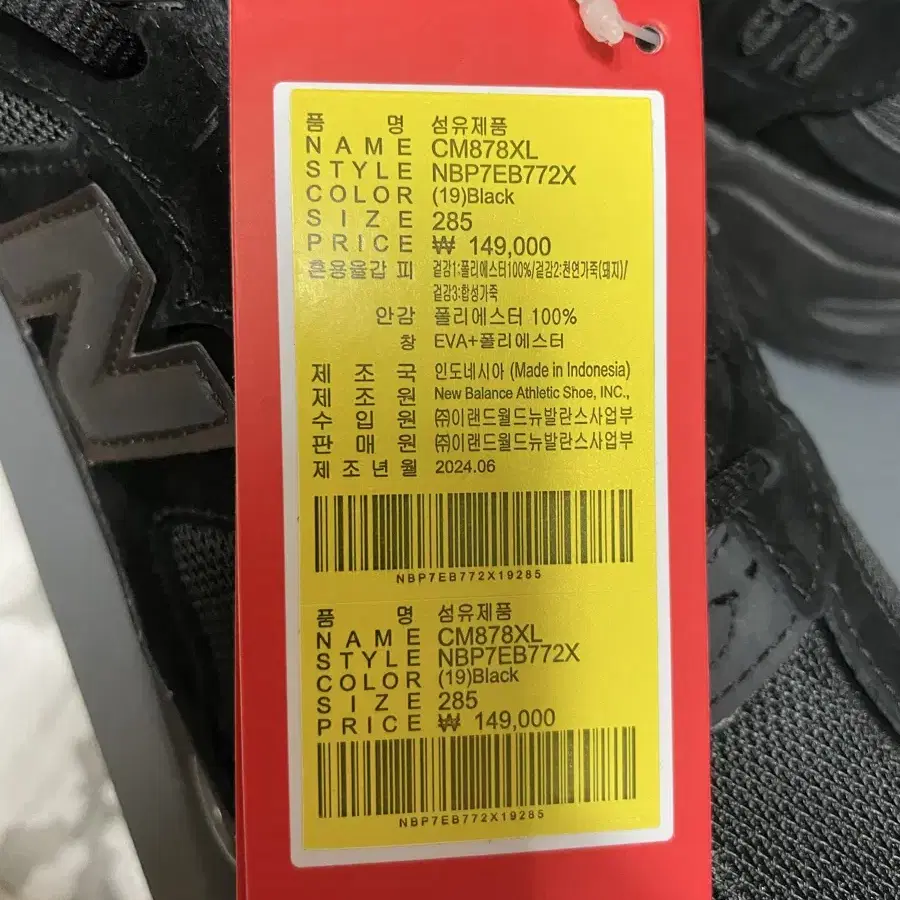 품 명 섬유제품
NAME CM878XL
STYLE NBP7EB772X
COLOR (19)Black
SIZE 285
PRICE ₩ 149,000
혼용율갑 피 겉감1:폴리에스터100%/겉감2:천연가죽(돼지)/
겉감3:합성가죽
안감 폴리에스터 100%
창 EVA+폴리에스터
제 조 국 인도네시아 (Made in Indonesia)
제 조 원 New Balance Athletic Shoe, INC.,
수 입 원 ㈜이랜드월드뉴발란스사업부
판 매 원 ㈜이랜드월드뉴발란스사업부
제조년월 2024.06
NBP7EB772X19285
품 명 섬유제품
NAME CM878XL
STYLE NBP7EB772X
COLOR (19)Black
SIZE 285
PRICE ₩ 149,000
NBP7EB772X19285